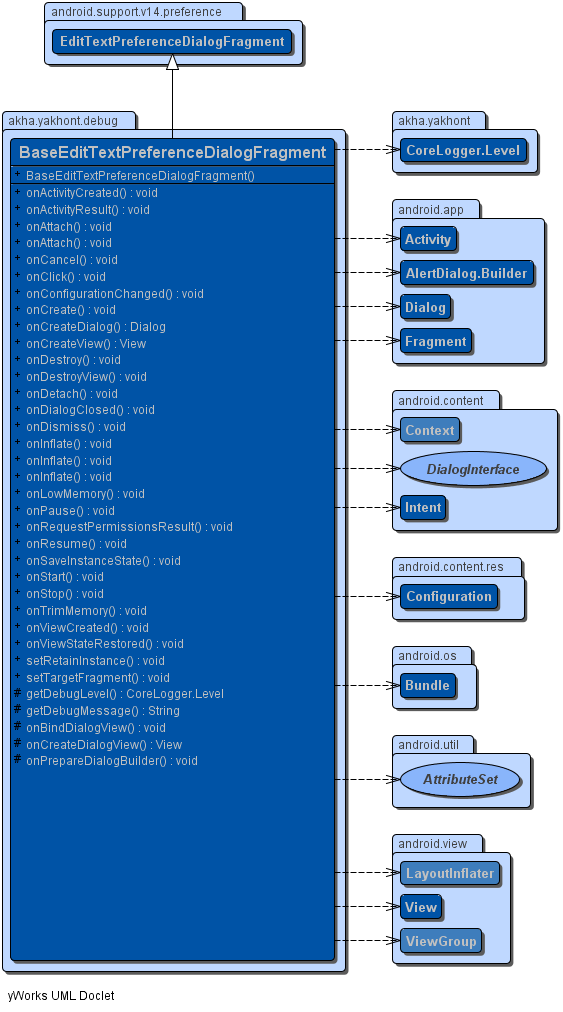 android.support.v14.preference
EditTextPreferenceDialogFragment
akha.yakhont.debug
BaseEditTextPreferenceDialogFragment
+ BaseEditTextPreferenceDialogFragment()
+ onActivityCreated() : void
+ onActivityResult() : void
+ onAttach() : void
+ onAttach() : void
+ onCancel() : void
+ onClick() : void
+ onConfigurationChanged() : void
+ onCreate() : void
+ onCreateDialog() : Dialog
+ onCreateView() : View
+ onDestroy() : void
+ onDestroyView() : void
+ onDetach() : void
+ onDialogClosed() : void
+ onDismiss() : void
+ onInflate() : void
+ onInflate() : void
+ onInflate() : void
+ onLowMemory() : void
+ onPause() : void
+ onRequestPermissionsResult() : void
+ onResume() : void
+ onSaveInstanceState() : void
+ onStart() : void
+ onStop() : void
+ onTrimMemory() : void
+ onViewCreated() : void
+ onViewStateRestored() : void
+ setRetainInstance() : void
+ setTargetFragment() : void
# getDebugLevel() : CoreLogger.Level
# getDebugMessage() : String
# onBindDialogView() : void
# onCreateDialogView() : View
# onPrepareDialogBuilder() : void
akha.yakhont
CoreLogger.Level
android.app
Activity
AlertDialog.Builder
Dialog
Fragment
android.content
Context
DialogInterface
Intent
android.content.res
Configuration
android.os
Bundle
android.util
AttributeSet
android.view
LayoutInflater
View
ViewGroup
yWorks UML Doclet